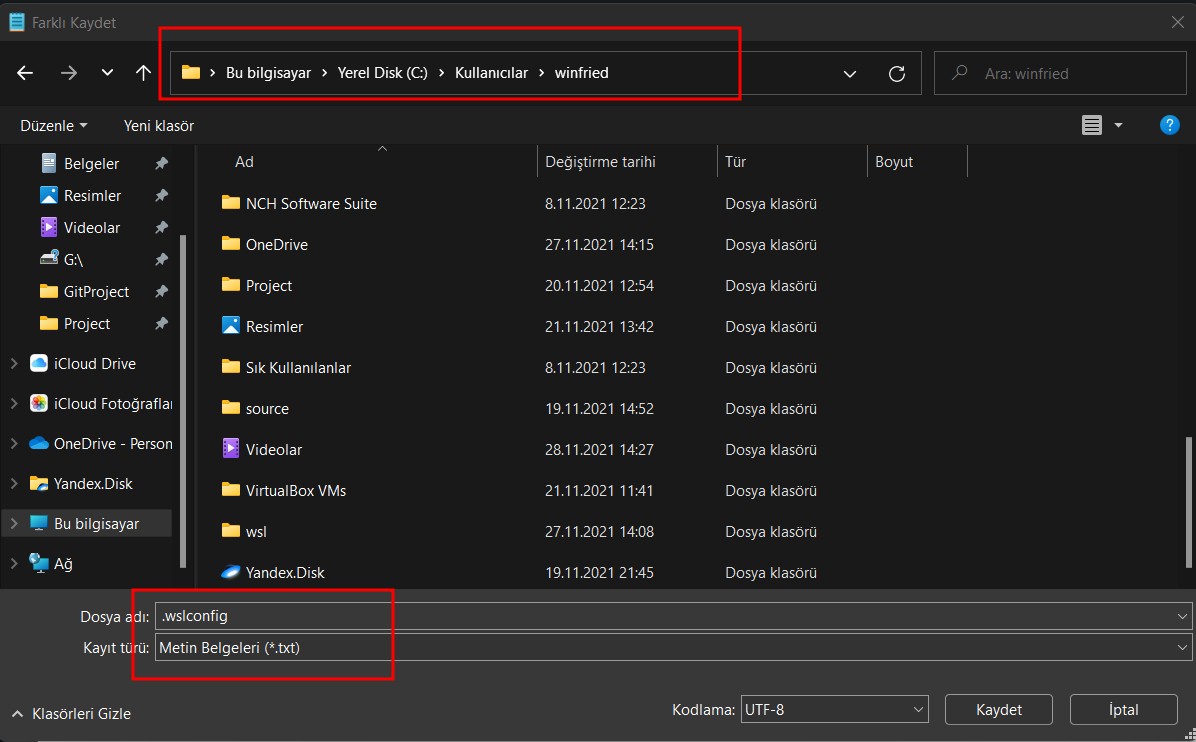 Farklı Kaydet
Bu bilgisayar Yerel Disk (C:) Kullanıcılar winfried
Ara: winfried
Düzenle Yeni klasör
Belgeler
Resimler
Videolar
G:\
GitProject
Project
iCloud Drive
iCloud Fotoğraflar
OneDrive - Person
Yandex.Disk
Bu bilgisayar
Ağ
Ad Değiştirme tarihi Tür Boyut
NCH Software Suite 8.11.2021 12:23 Dosya klasörü
OneDrive 27.11.2021 14:15 Dosya klasörü
Project 20.11.2021 12:54 Dosya klasörü
Resimler 21.11.2021 13:42 Dosya klasörü
Sık Kullanılanlar 8.11.2021 12:23 Dosya klasörü
source 19.11.2021 14:52 Dosya klasörü
Videolar 28.11.2021 14:27 Dosya klasörü
VirtualBox VMs 21.11.2021 11:41 Dosya klasörü
wsl 27.11.2021 14:08 Dosya klasörü
Yandex.Disk 19.11.2021 21:45 Dosya klasörü
Dosya adı: .wslconfig
Kayıt türü: Metin Belgeleri (*.txt)
Klasörleri Gizle
Kodlama: UTF-8
Kaydet
İptal